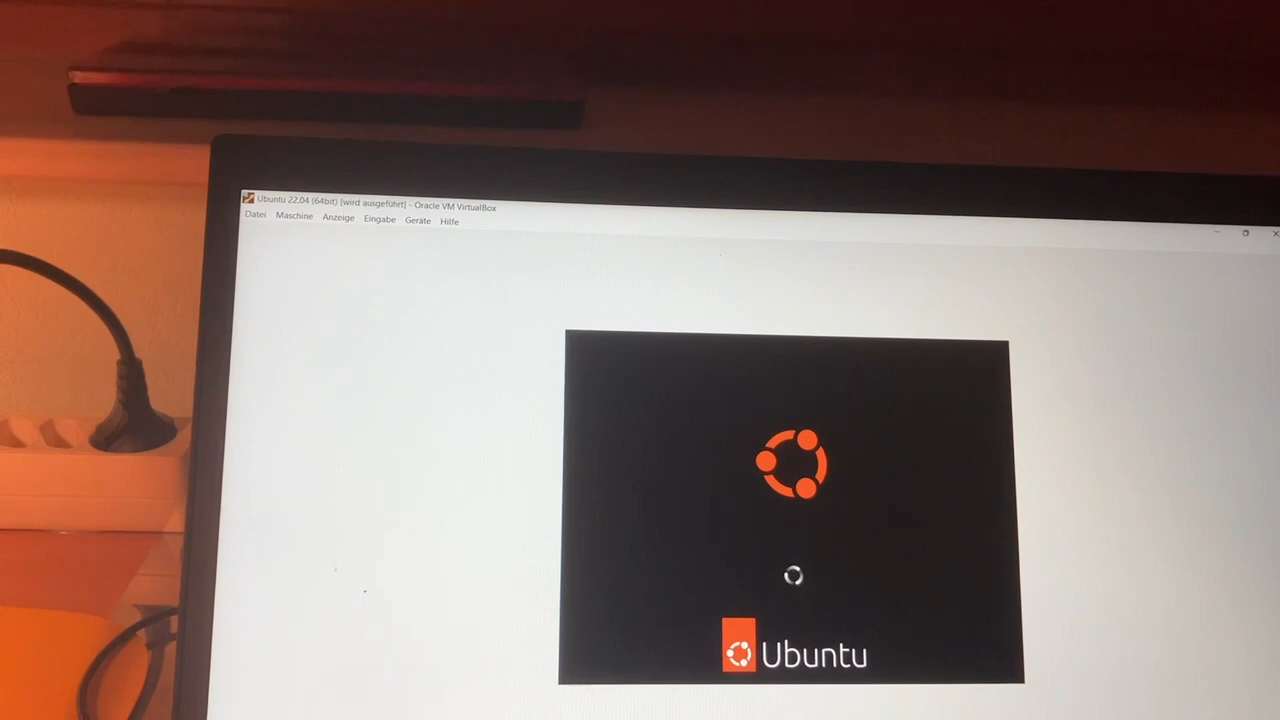 Ubuntu 22.04 (64bit) [wird ausgeführt] - Oracle VM VirtualBox
Datei Maschine Anzeige Eingabe Geräte Hilfe
Ubuntu